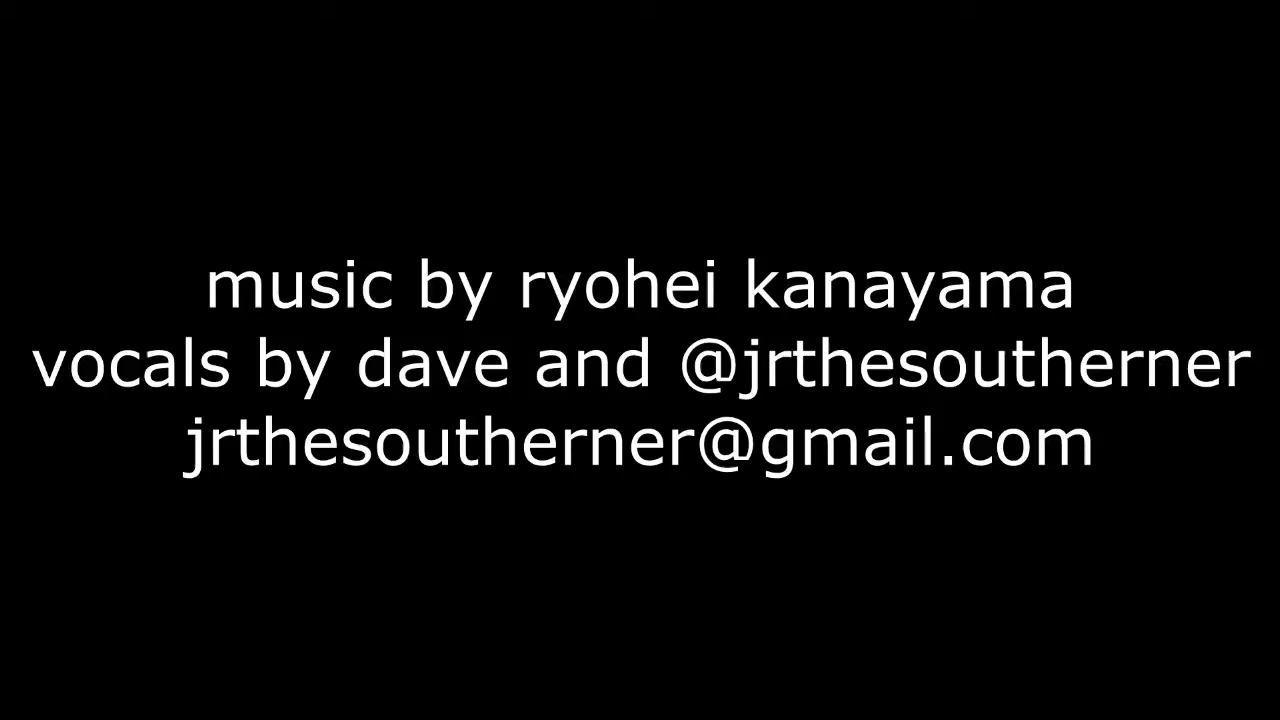 music by ryohei kanayama
vocals by dave and @jrthesoutherner
jrthesoutherner@gmail.com